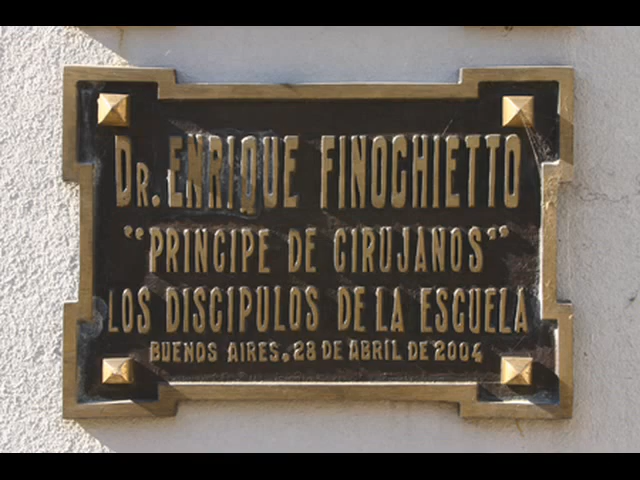 DR. ENRIQUE FINOCHIETTO
"PRINCIPE DE CIRUJANOS"
LOS DISCIPULOS DE LA ESCUELA
BUENOS AIRES, 28 DE ABRIL DE 2004